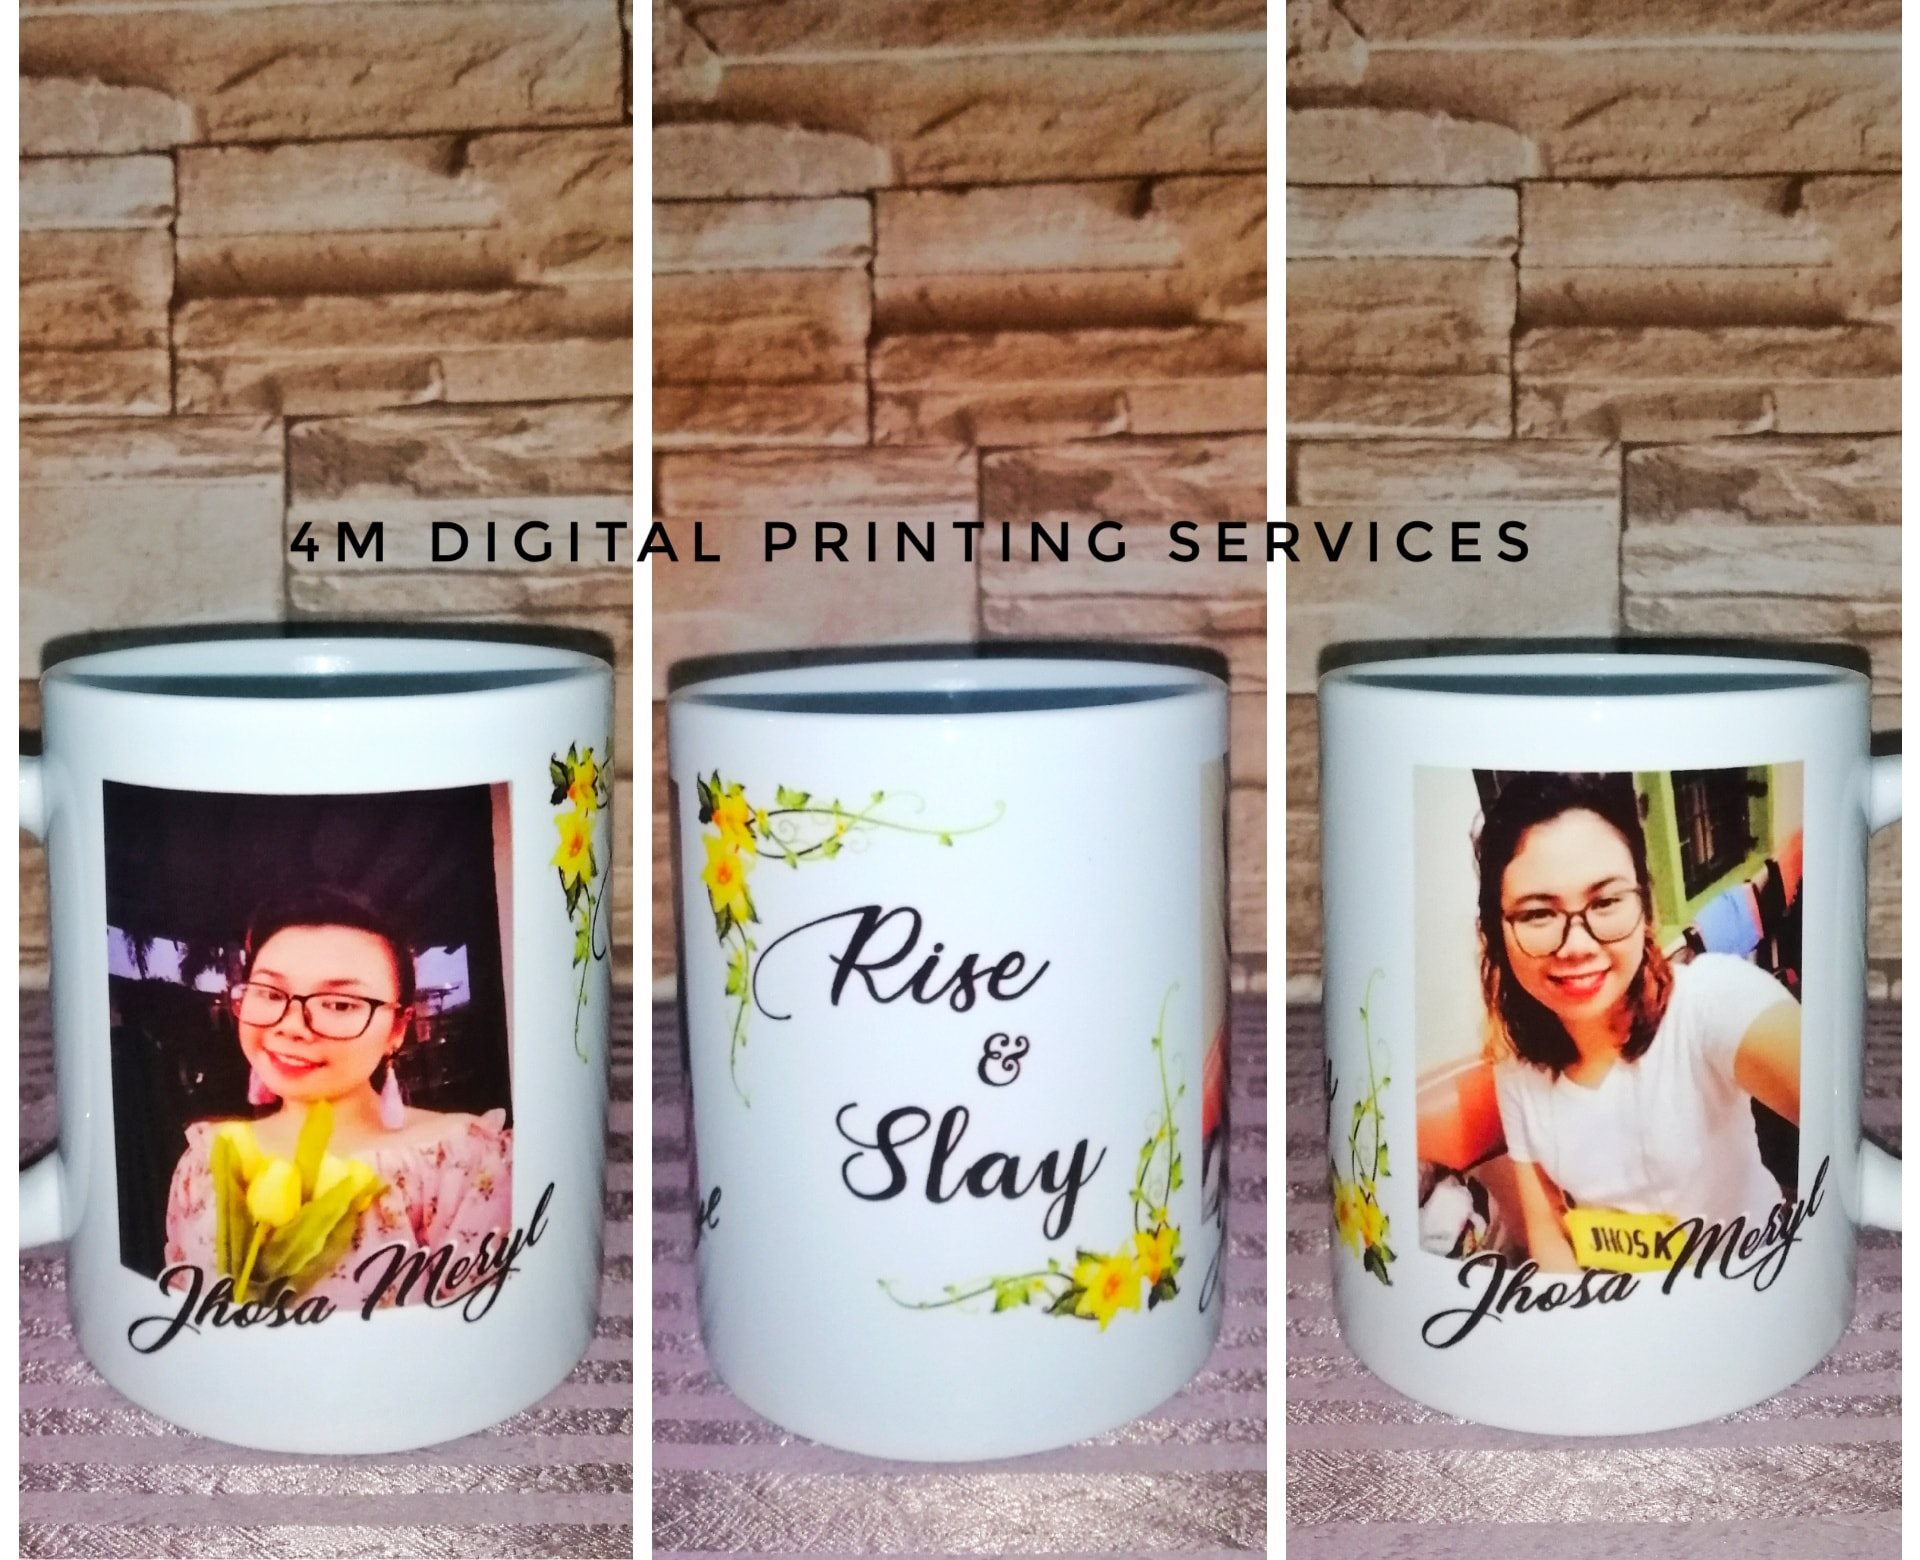 4M DIGITAL PRINTING SERVICES
Jhosa Meryl
Rise
&
Slay
JHOS K
Jhosa Meryl